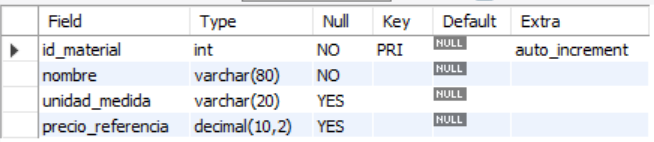 Field Type Null Key Default Extra
id_material int NO PRI NULL auto_increment
nombre varchar(80) NO NULL
unidad_medida varchar(20) YES NULL
precio_referencia decimal(10,2) YES NULL